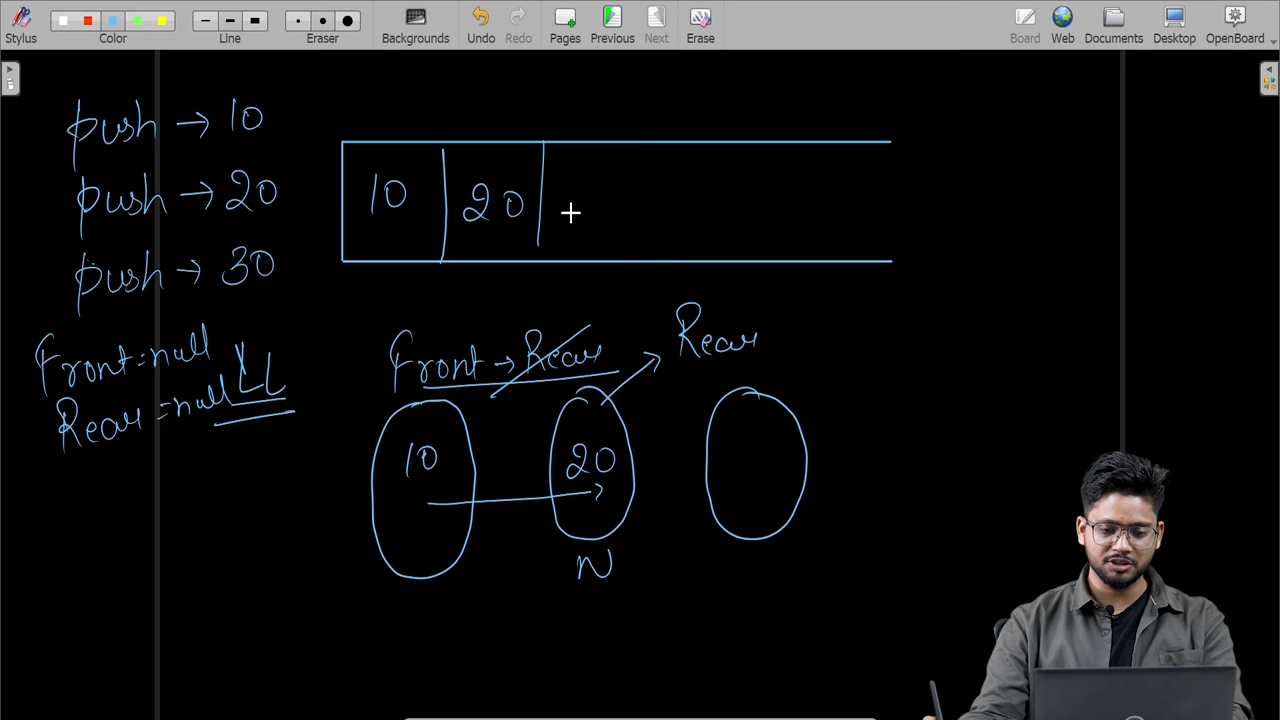 Stylus Color Line Eraser Backgrounds Undo Redo Pages Previous Next Erase Board Web Documents Desktop OpenBoard
push → 10
push → 20
push → 30
Front = null
Rear = null
LL
10 20
Front → Rear
Rear
10 20
N